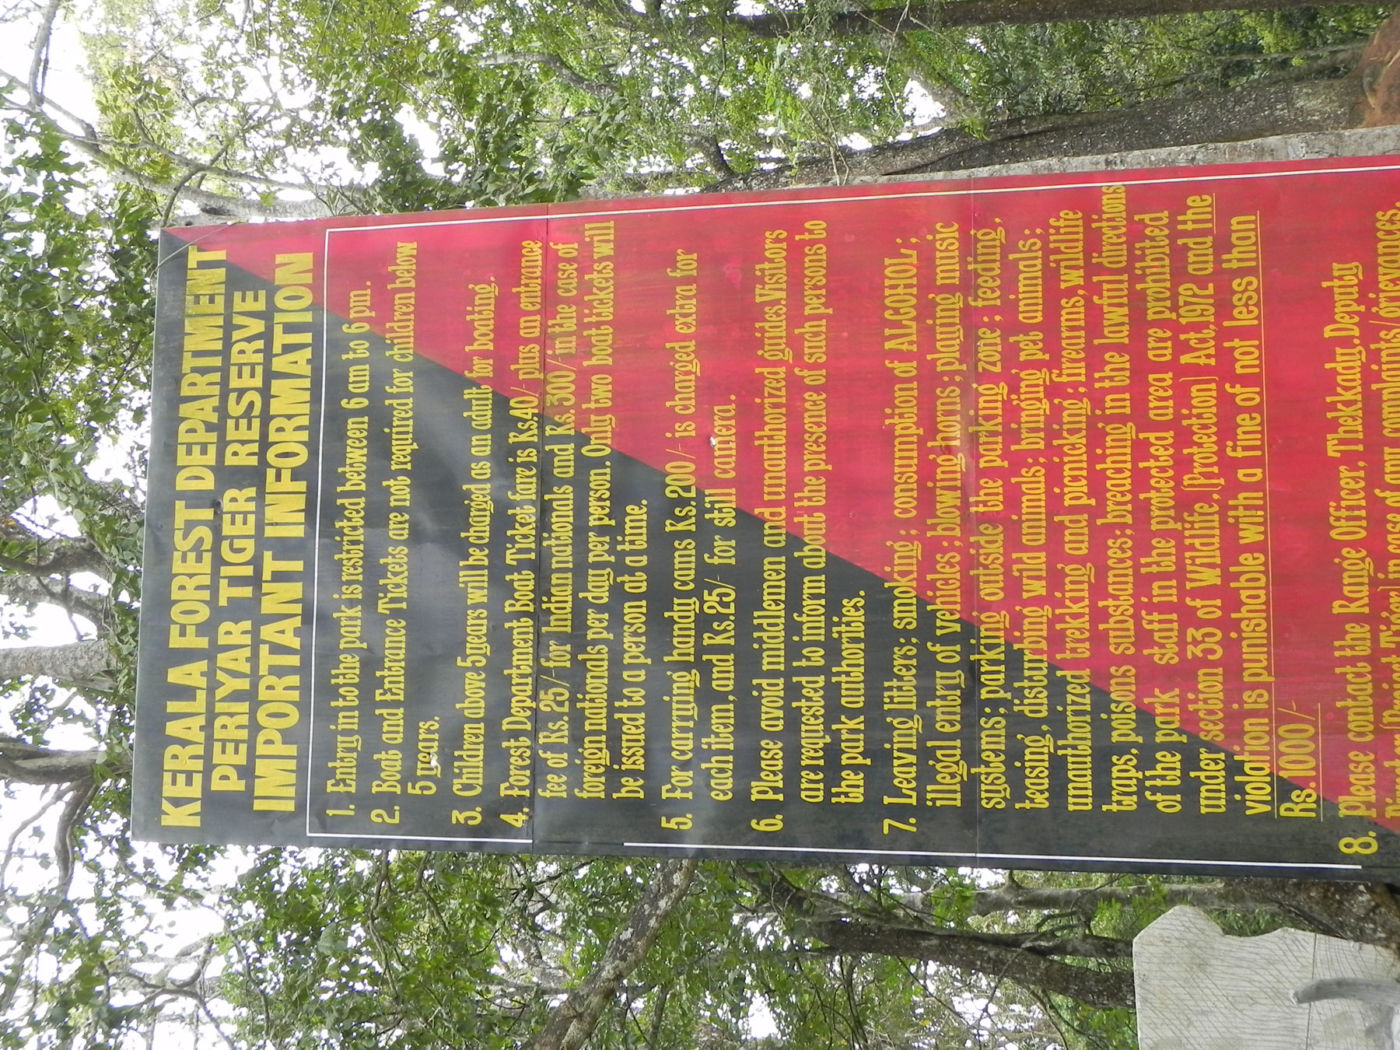 KERALA FOREST DEPARTMENT
PERIYAR TIGER RESERVE
IMPORTANT INFORMATION
1. Entry in to the park is restricted between 6 am to 6 pm.
2. Boat and Entrance Tickets are not required for children below
5 years.
3. Children above 5years will be charged as an adult for boating.
4. Forest Department Boat Ticket fare is Rs.40/- plus an entrance
fee of Rs. 25/- for Indian nationals and Rs. 300/- in the case of
foreign nationals per day per person. Only two boat tickets will
be issued to a person at a time.
5. For carrying handy cams Rs.200/- is charged extra for
each item, and Rs.25/- for still camera.
6. Please avoid middlemen and unauthorized guides.Visitors
are requested to inform about the presence of such persons to
the park authorities.
7. Leaving litters; smoking; consumption of ALCOHOL;
illegal entry of vehicles; blowing horns; playing music
systems; parking outside the parking zone; feeding,
teasing, disturbing wild animals bringing pet animals;
unauthorized trekking and picnicking; firearms, wildlife
traps, poisons substances; breaching in the lawful directions
of the park staff in the protected area are prohibited
under section 33 of Wildlife. (Protection) Act, 1972 and the
violation is punishable with a fine of not less than
Rs. 1000/-
8. Please contact the Range Officer, Thekkady, Deputy